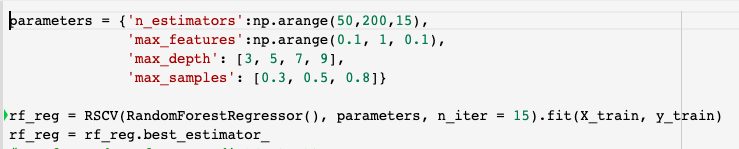 parameters = {'n_estimators':np.arange(50,200,15),
'max_features':np.arange(0.1, 1, 0.1),
'max_depth': [3, 5, 7, 9],
'max_samples': [0.3, 0.5, 0.8]}
rf_reg = RSCV(RandomForestRegressor(), parameters, n_iter = 15).fit(X_train, y_train)
rf_reg = rf_reg.best_estimator_